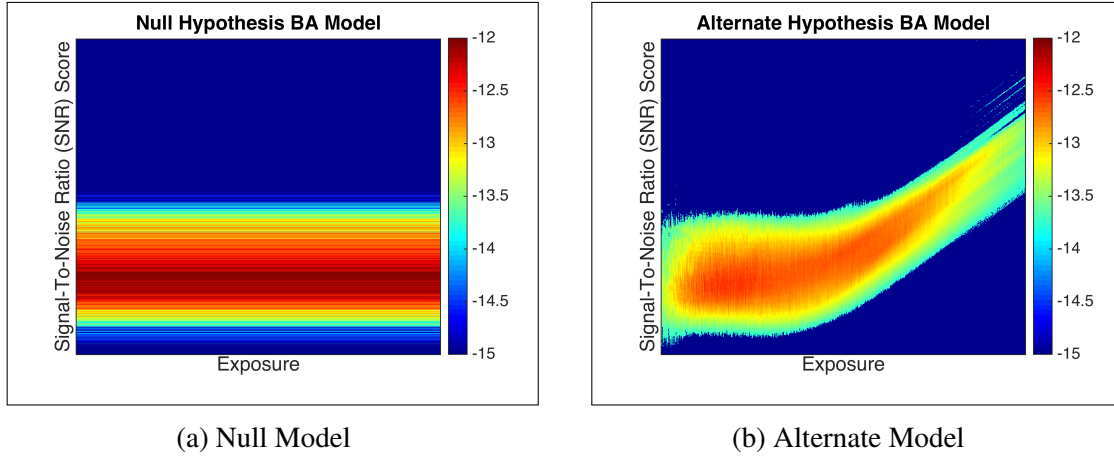 Null Hypothesis BA Model
Signal-To-Noise Ratio (SNR) Score
Exposure
-12
-12.5
-13
-13.5
-14
-14.5
-15
(a) Null Model
Alternate Hypothesis BA Model
Signal-To-Noise Ratio (SNR) Score
Exposure
-12
-12.5
-13
-13.5
-14
-14.5
-15
(b) Alternate Model